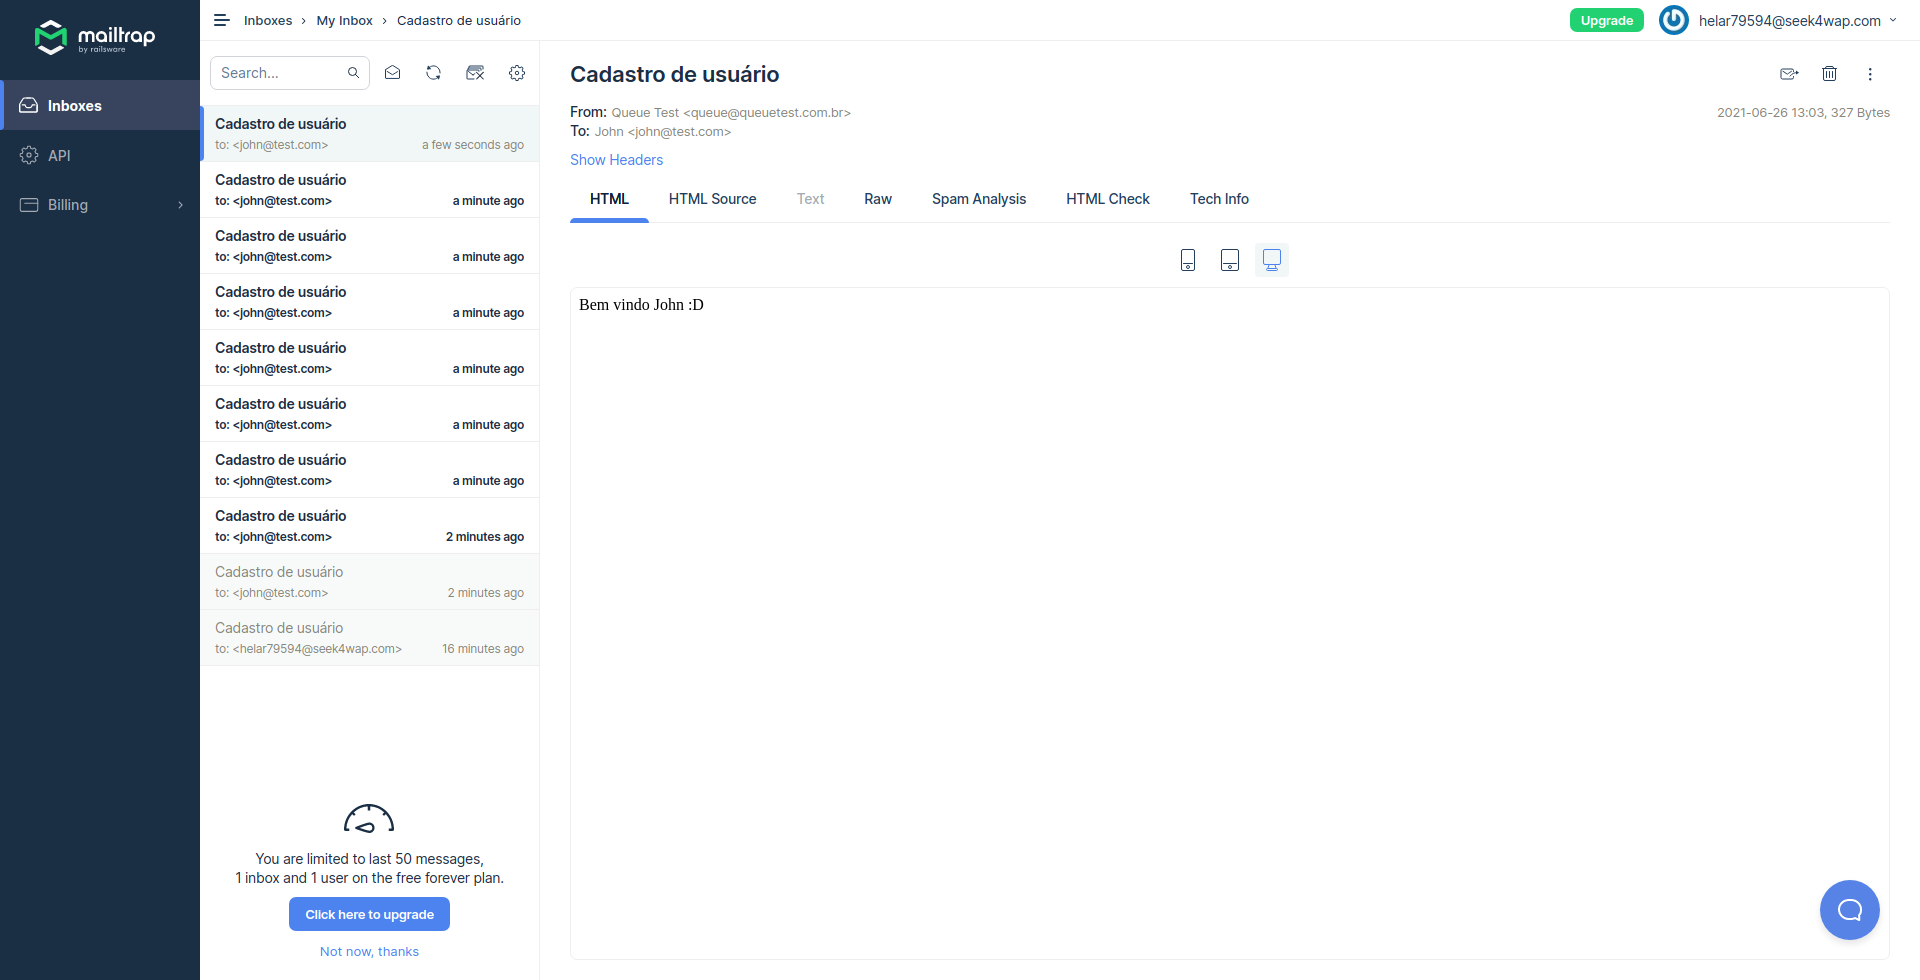 mailtrap
by railsware
Inboxes
API
Billing
Inboxes › My Inbox › Cadastro de usuário
Upgrade
helar79594@seek4wap.com
Search...
Cadastro de usuário
to: <john@test.com> a few seconds ago
Cadastro de usuário
to: <john@test.com> a minute ago
Cadastro de usuário
to: <john@test.com> a minute ago
Cadastro de usuário
to: <john@test.com> a minute ago
Cadastro de usuário
to: <john@test.com> a minute ago
Cadastro de usuário
to: <john@test.com> a minute ago
Cadastro de usuário
to: <john@test.com> a minute ago
Cadastro de usuário
to: <john@test.com> 2 minutes ago
Cadastro de usuário
to: <john@test.com> 2 minutes ago
Cadastro de usuário
to: <helar79594@seek4wap.com> 16 minutes ago
You are limited to last 50 messages,
1 inbox and 1 user on the free forever plan.
Click here to upgrade
Not now, thanks
Cadastro de usuário
From: Queue Test <queue@queuetest.com.br>
2021-06-26 13:03, 327 Bytes
To: John <john@test.com>
Show Headers
HTML HTML Source Text Raw Spam Analysis HTML Check Tech Info
Bem vindo John :D